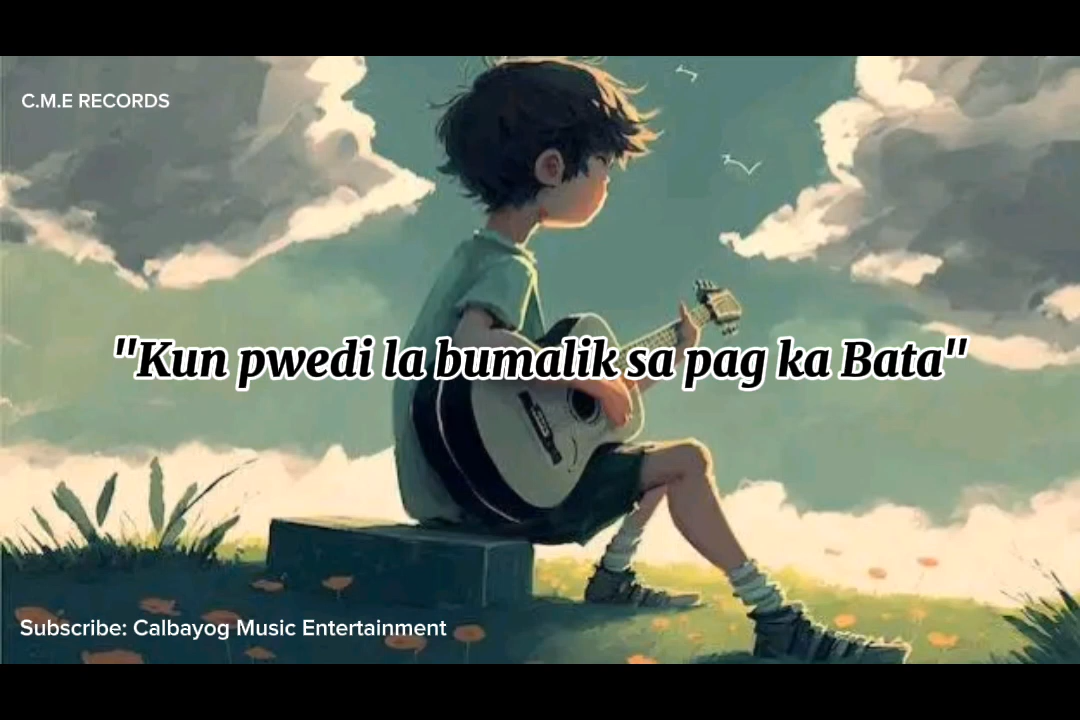 C.M.E RECORDS
"Kun pwedi la bumalik sa pag ka Bata"
Subscribe: Calbayog Music Entertainment